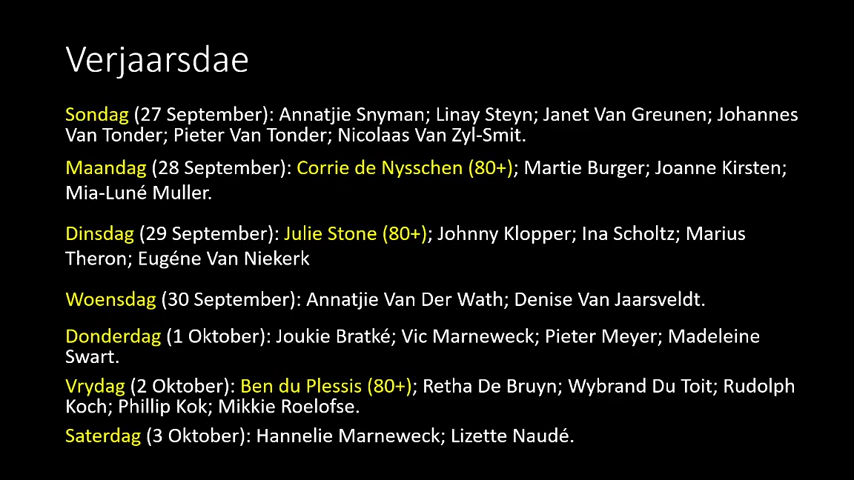 Verjaarsdae
Sondag (27 September): Annatjie Snyman; Linay Steyn; Janet Van Greunen; Johannes
Van Tonder; Pieter Van Tonder; Nicolaas Van Zyl-Smit.
Maandag (28 September): Corrie de Nysschen (80+); Martie Burger; Joanne Kirsten;
Mia-Luné Muller.
Dinsdag (29 September): Julie Stone (80+); Johnny Klopper; Ina Scholtz; Marius
Theron; Eugéne Van Niekerk
Woensdag (30 September): Annatjie Van Der Wath; Denise Van Jaarsveldt.
Donderdag (1 Oktober): Joukie Bratké; Vic Marneweck; Pieter Meyer; Madeleine
Swart.
Vrydag (2 Oktober): Ben du Plessis (80+); Retha De Bruyn; Wybrand Du Toit; Rudolph
Koch; Phillip Kok; Mikkie Roelofse.
Saterdag (3 Oktober): Hannelie Marneweck; Lizette Naudé.